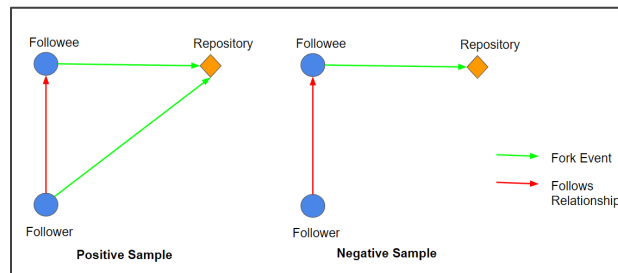 Followee
Repository
Follower
Positive Sample
Followee
Repository
Follower
Negative Sample
Fork Event
Follows
Relationship